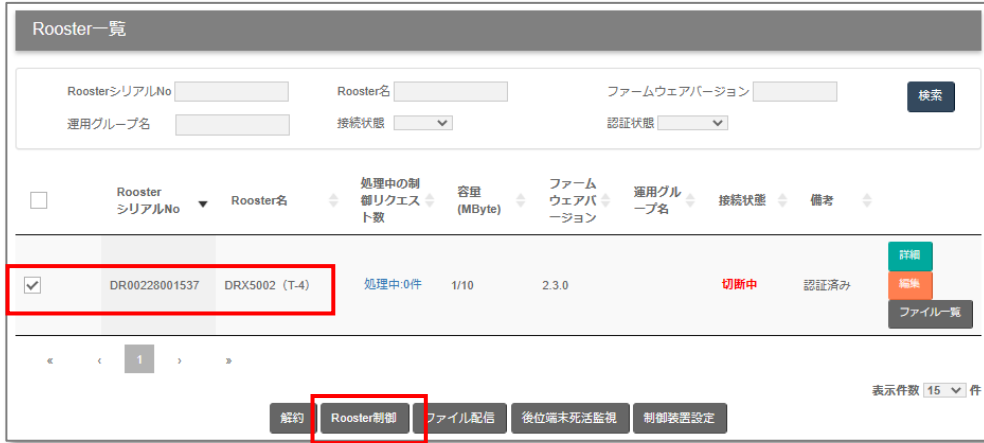 Rooster一覧
RoosterシリアルNo Rooster名 ファームウェアバージョン 検索
運用グループ名 接続状態 認証状態
Rooster
シリアルNo
Rooster名
処理中の制
御リクエス
ト数
容量
(MByte)
ファーム
ウェアバ
ージョン
運用グル
ープ名
接続状態
備考
DR00228001537 DRX5002（T-4） 処理中:0件 1/10 2.3.0 切断中 認証済み
詳細
編集
ファイル一覧
« ‹ 1 › »
表示件数 15 件
解約 Rooster制御 ファイル配信 後位端末死活監視 制御装置設定